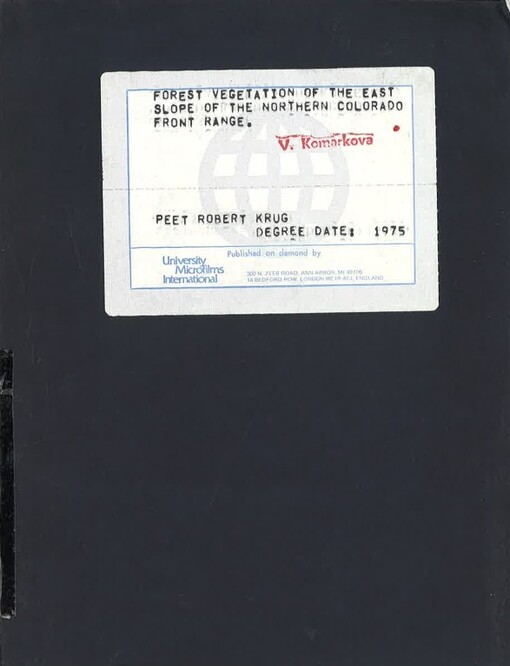 FOREST VEGETATION OF THE EAST
SLOPE OF THE NORTHERN COLORADO
FRONT RANGE.
V. Komarkova
PEET ROBERT KRUG
DEGREE DATE: 1975
Published on demand by
University
Microfilms
International
300 N. ZEEB ROAD, ANN ARBOR, MI 48106
18 BEDFORD ROW, LONDON WC1R 4EJ, ENGLAND